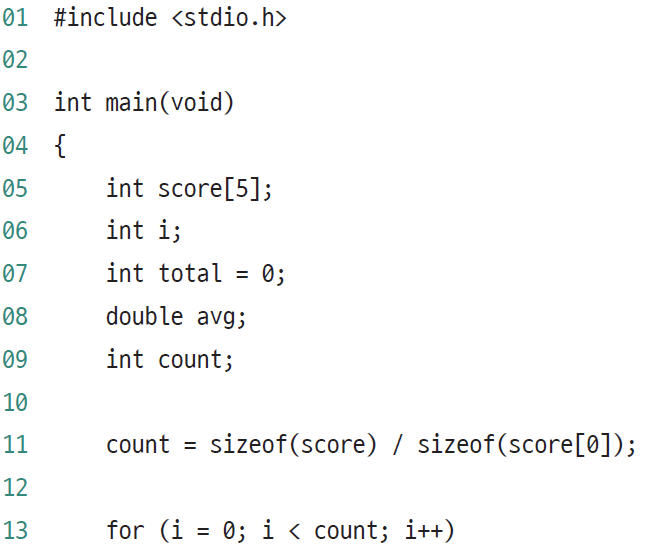 01 #include <stdio.h>
02
03 int main(void)
04 {
05     int score[5];
06     int i;
07     int total = 0;
08     double avg;
09     int count;
10
11     count = sizeof(score) / sizeof(score[0]);
12
13     for (i = 0; i < count; i++)